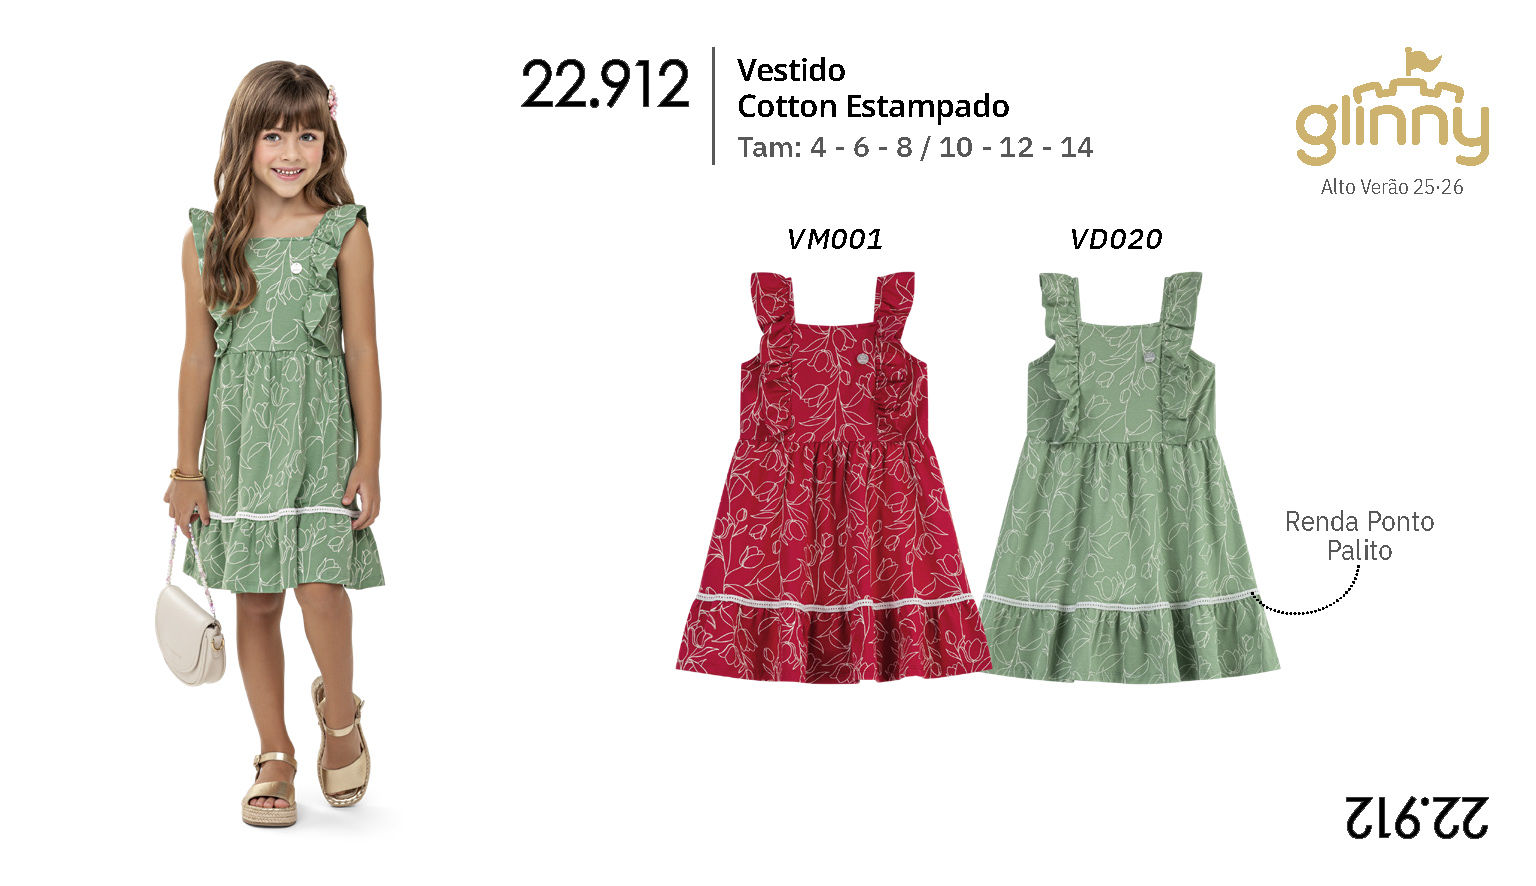 22.912
Vestido
Cotton Estampado
Tam: 4 - 6 - 8 / 10 - 12 - 14
glinny
Alto Verão 25·26
VM001
VD020
Renda Ponto
Palito
22.912